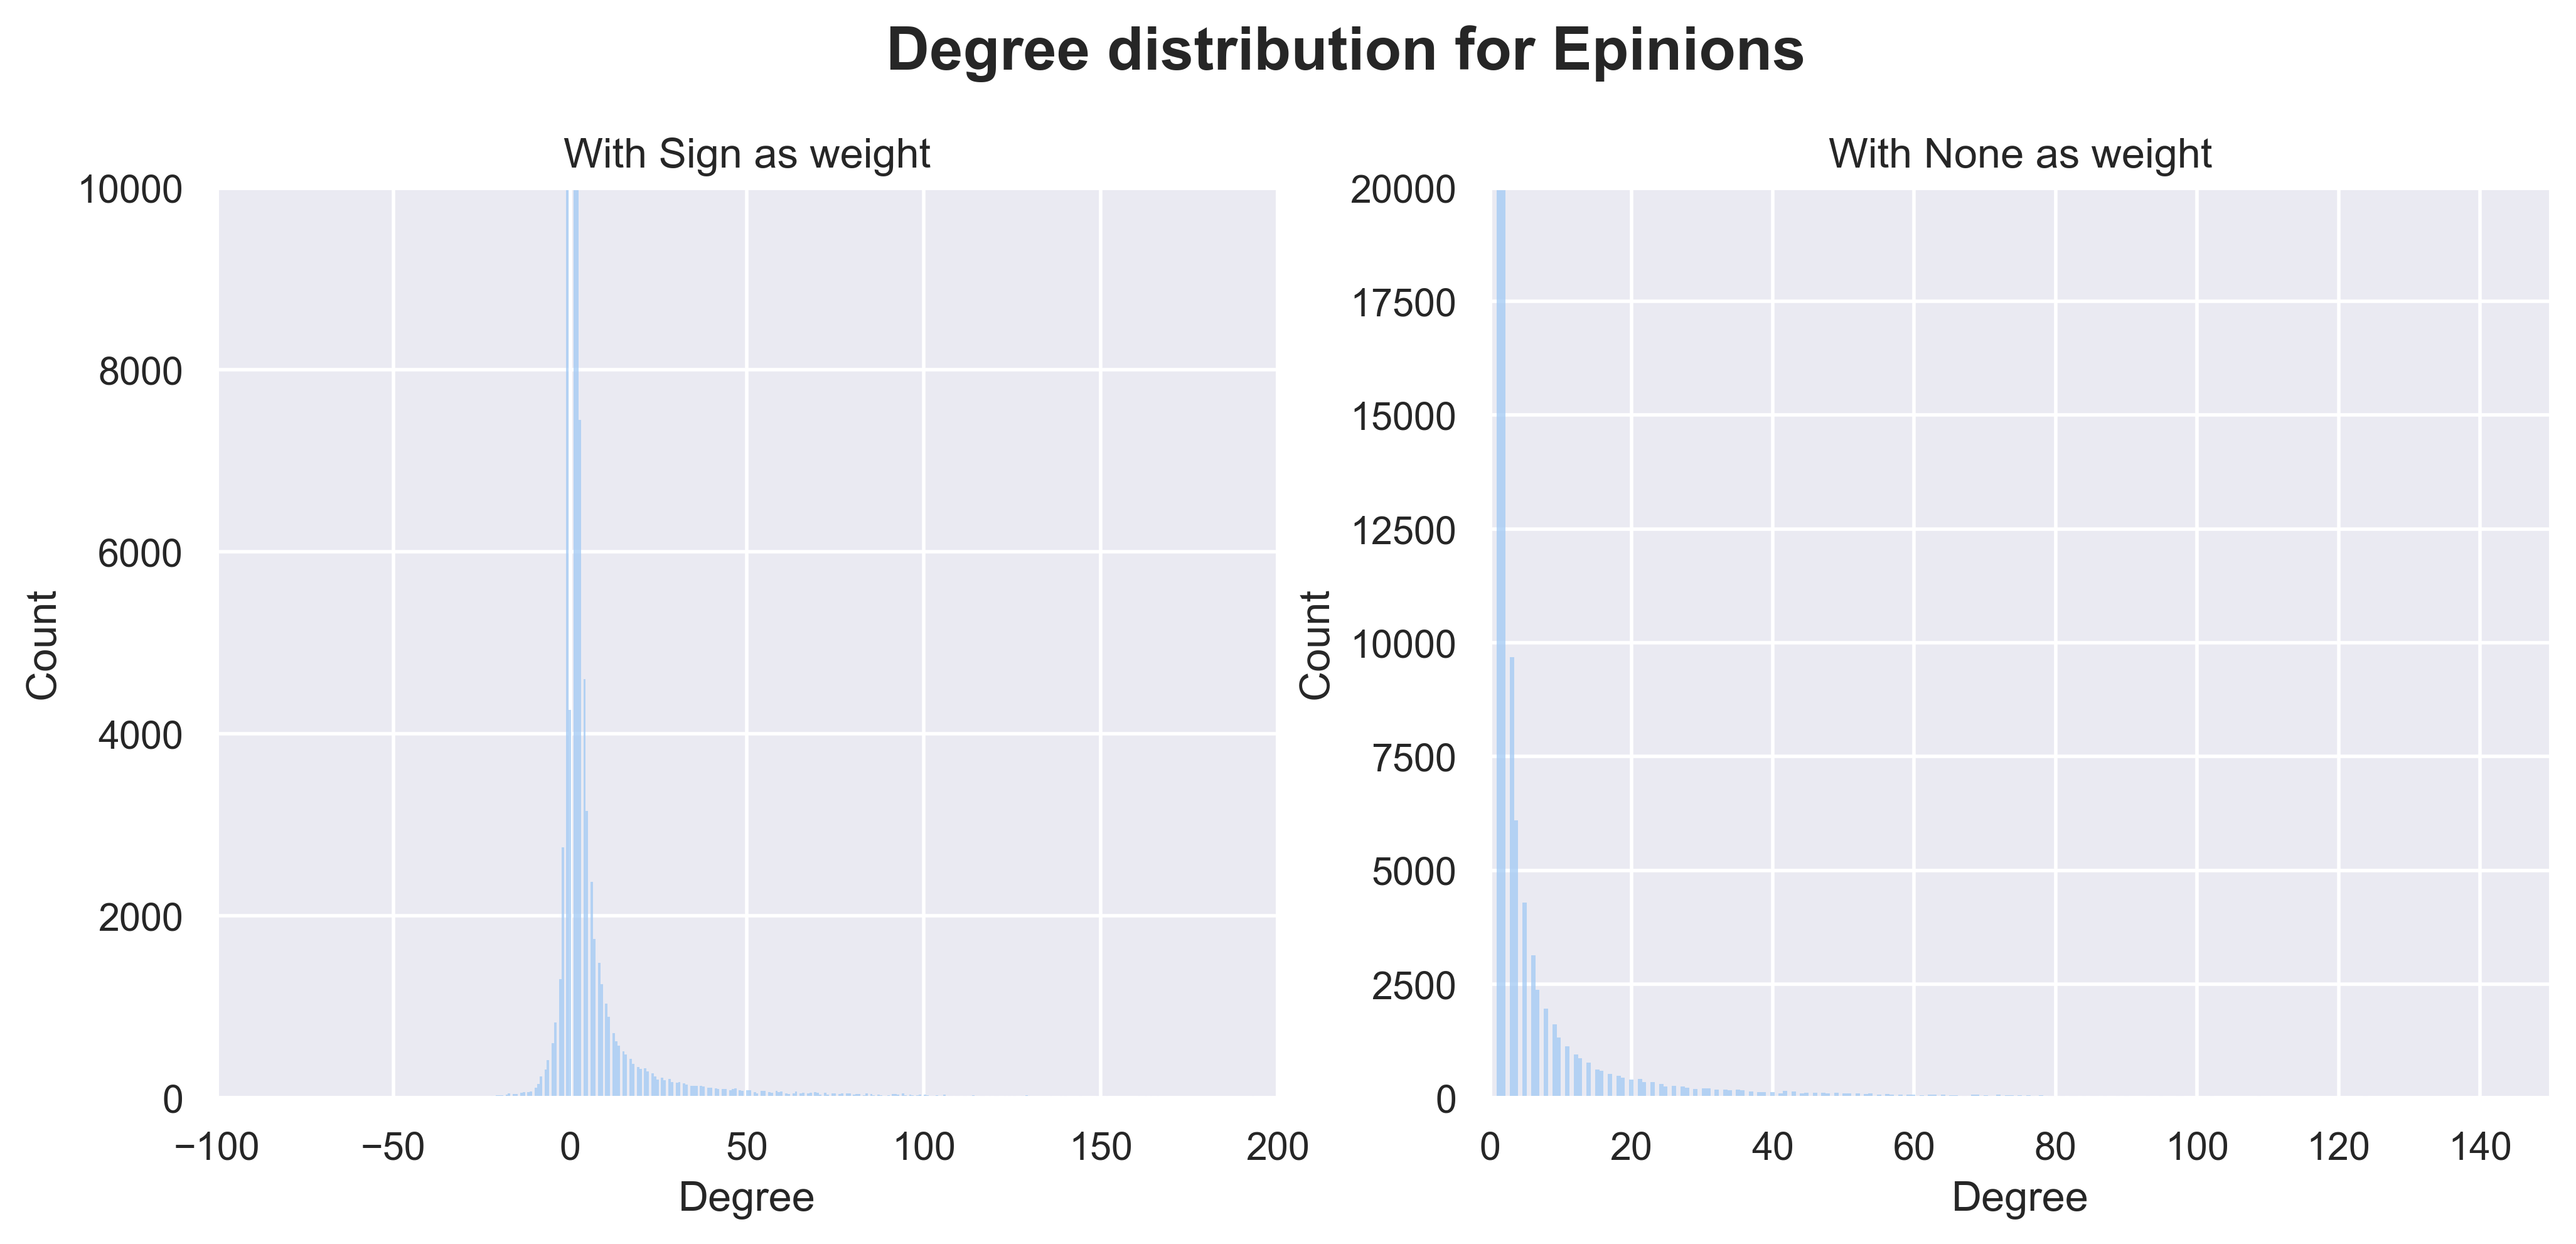 Degree distribution for Epinions
With Sign as weight
10000
8000
6000
4000
2000
0
Count
−100 −50 0 50 100 150 200
Degree
With None as weight
20000
17500
15000
12500
10000
7500
5000
2500
0
Count
0 20 40 60 80 100 120 140
Degree